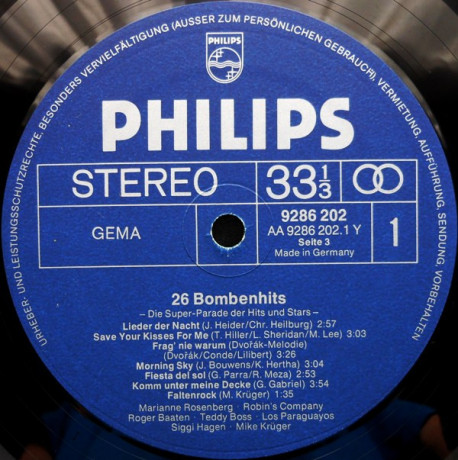 URHEBER- UND LEISTUNGSSCHUTZRECHTE, BESONDERS VERVIELFÄLTIGUNG (AUSSER ZUM PERSÖNLICHEN GEBRAUCH), VERMIETUNG, AUFFÜHRUNG, SENDUNG, VORBEHALTEN
PHILIPS
PHILIPS
STEREO 33 1/3
GEMA
9286 202
AA 9286 202.1 Y
Seite 3
Made in Germany
1
26 Bombenhits
– Die Super-Parade der Hits und Stars –
Lieder der Nacht (J. Heider/Chr. Heilburg) 2:57
Save Your Kisses For Me (T. Hiller/L. Sheridan/M. Lee) 3:03
Frag' nie warum (Dvořák-Melodie)
(Dvořák/Conde/Lilibert) 3:26
Morning Sky (J. Bouwens/K. Hertha) 3:04
Fiesta del sol (G. Parra/R. Meza) 2:53
Komm unter meine Decke (G. Gabriel) 3:54
Faltenrock (M. Krüger) 1:35
Marianne Rosenberg · Robin's Company
Roger Baaten · Teddy Boss · Los Paraguayos
Siggi Hagen · Mike Krüger